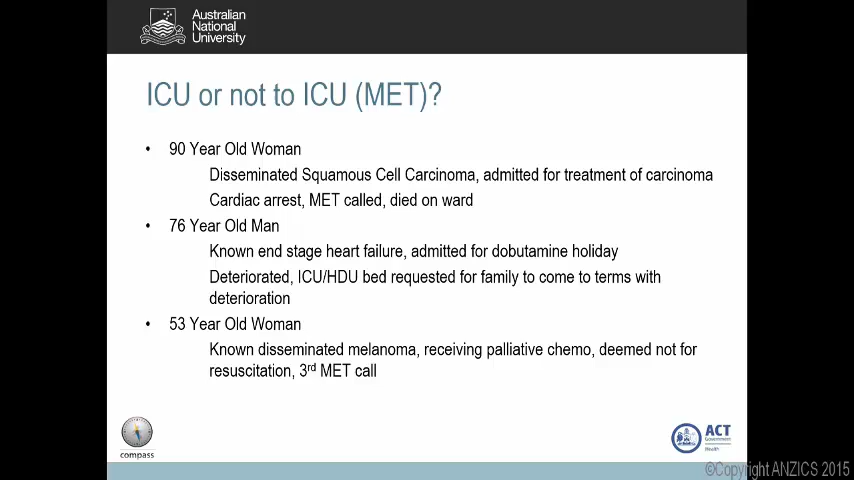 Australian
National
University
ICU or not to ICU (MET)?
• 90 Year Old Woman
Disseminated Squamous Cell Carcinoma, admitted for treatment of carcinoma
Cardiac arrest, MET called, died on ward
• 76 Year Old Man
Known end stage heart failure, admitted for dobutamine holiday
Deteriorated, ICU/HDU bed requested for family to come to terms with
deterioration
• 53 Year Old Woman
Known disseminated melanoma, receiving palliative chemo, deemed not for
resuscitation, 3rd MET call
compass
ACT
Government
Health
©Copyright ANZICS 2015